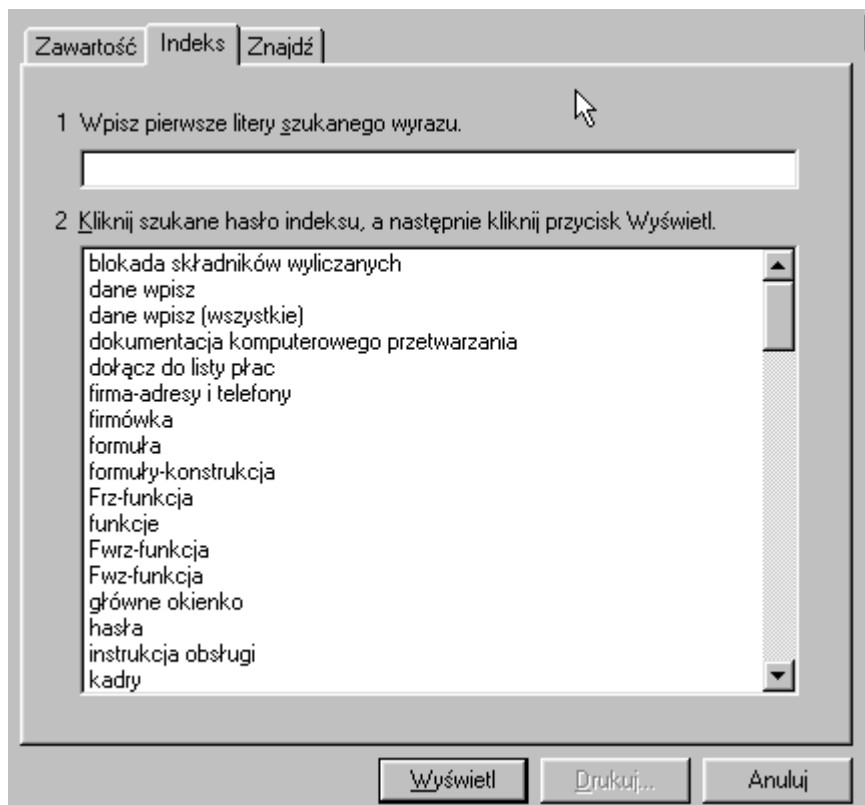 Zawartość Indeks Znajdź
1 Wpisz pierwsze litery szukanego wyrazu.
2 Kliknij szukane hasło indeksu, a następnie kliknij przycisk Wyświetl.
blokada składników wyliczanych
dane wpisz
dane wpisz (wszystkie)
dokumentacja komputerowego przetwarzania
dołącz do listy płac
firma-adresy i telefony
firmówka
formuła
formuły-konstrukcja
Frz-funkcja
funkcje
Fwrz-funkcja
Fwz-funkcja
główne okienko
hasła
instrukcja obsługi
kadry
Wyświetl Drukuj... Anuluj